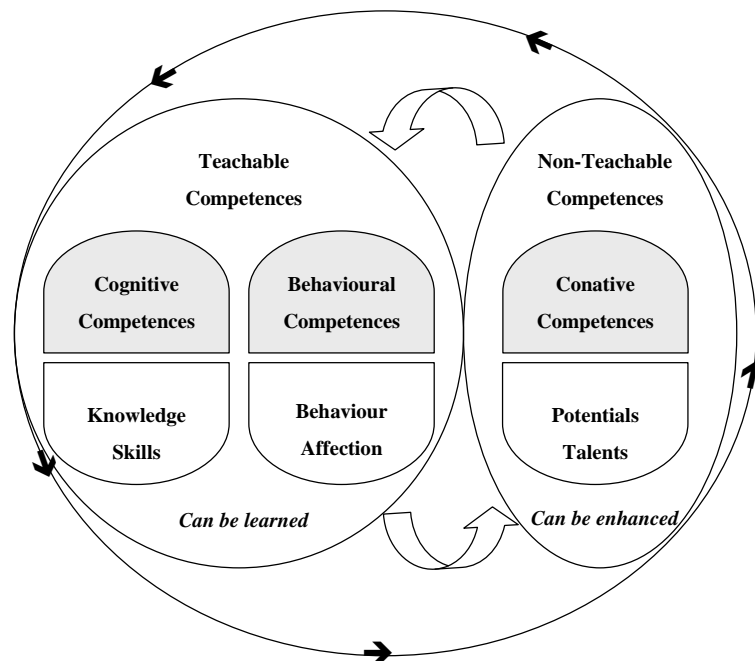 Teachable
Competences
Non-Teachable
Competences
Cognitive
Competences
Behavioural
Competences
Conative
Competences
Knowledge
Skills
Behaviour
Affection
Potentials
Talents
Can be learned
Can be enhanced